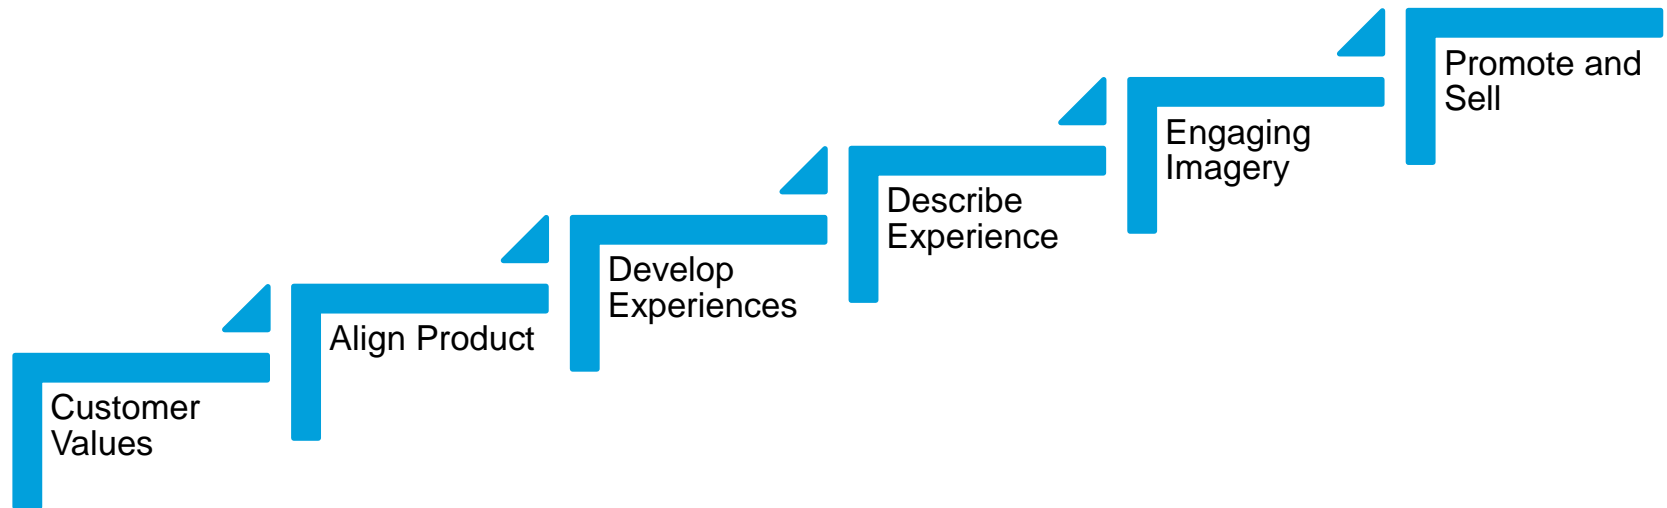 Customer
Values
Align Product
Develop
Experiences
Describe
Experience
Engaging
Imagery
Promote and
Sell